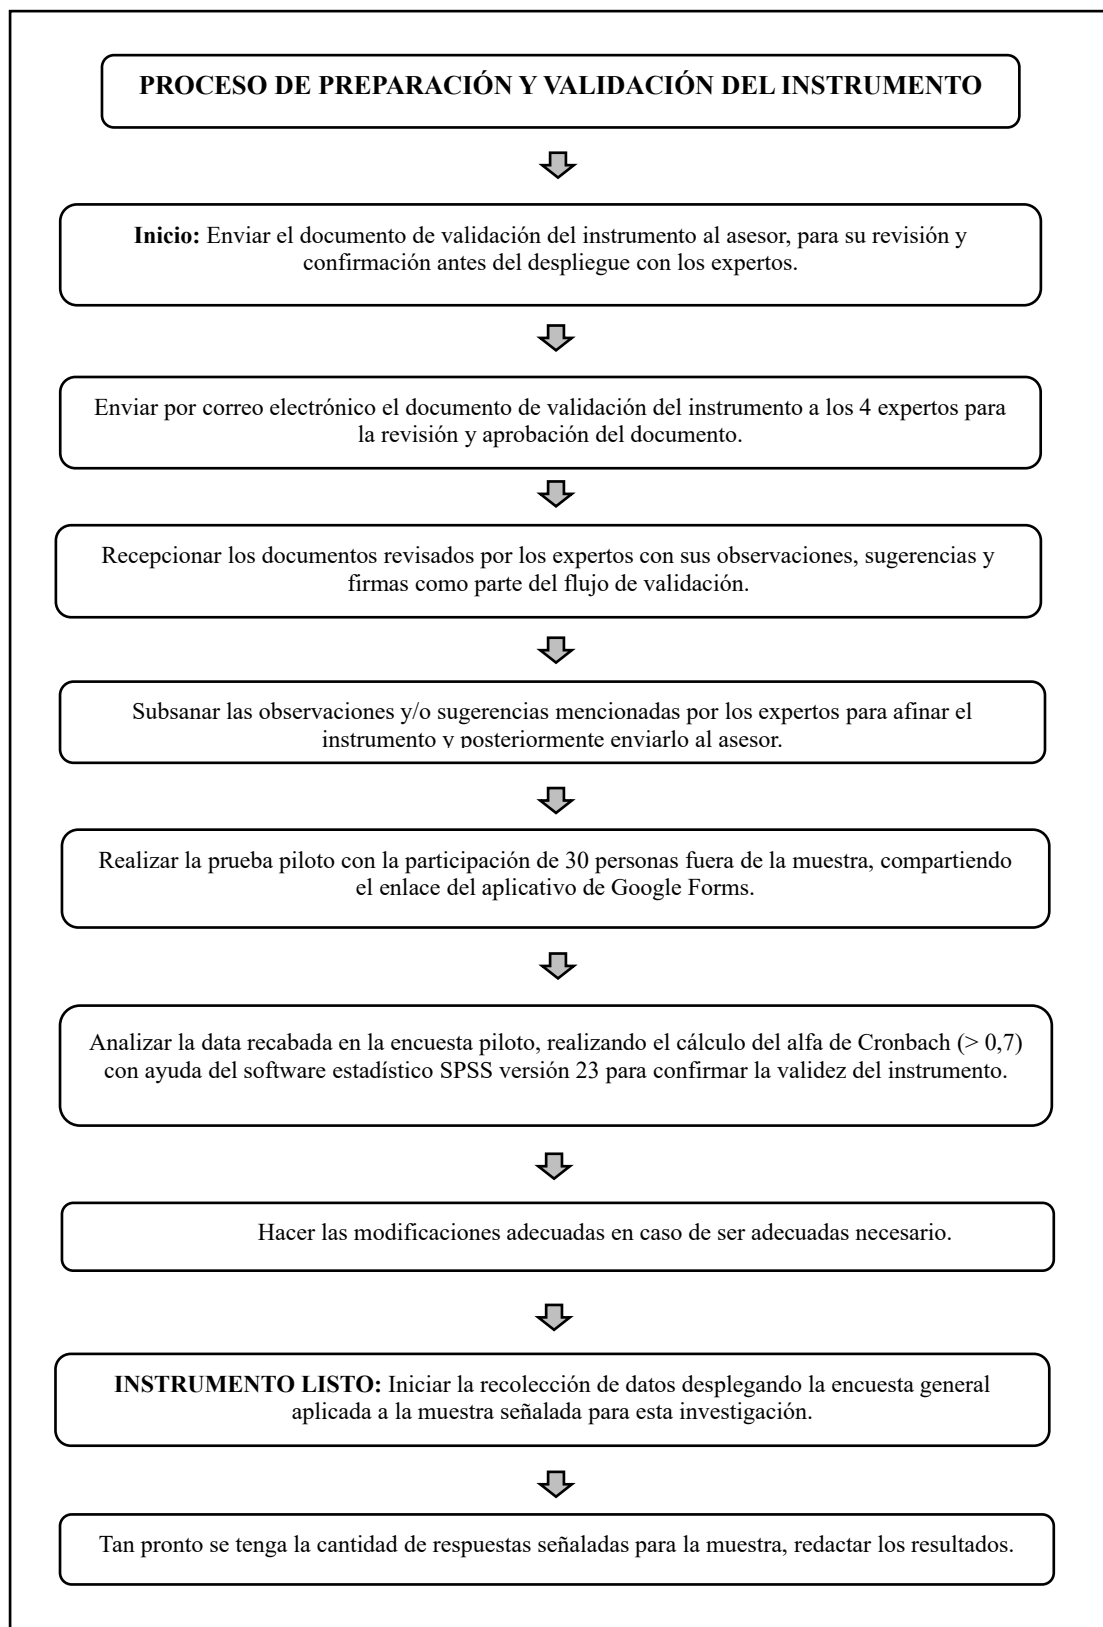 PROCESO DE PREPARACIÓN Y VALIDACIÓN DEL INSTRUMENTO
Inicio: Enviar el documento de validación del instrumento al asesor, para su revisión y
confirmación antes del despliegue con los expertos.
Enviar por correo electrónico el documento de validación del instrumento a los 4 expertos para
la revisión y aprobación del documento.
Recepcionar los documentos revisados por los expertos con sus observaciones, sugerencias y
firmas como parte del flujo de validación.
Subsanar las observaciones y/o sugerencias mencionadas por los expertos para afinar el
instrumento y posteriormente enviarlo al asesor.
Realizar la prueba piloto con la participación de 30 personas fuera de la muestra, compartiendo
el enlace del aplicativo de Google Forms.
Analizar la data recabada en la encuesta piloto, realizando el cálculo del alfa de Cronbach (> 0,7)
con ayuda del software estadístico SPSS versión 23 para confirmar la validez del instrumento.
Hacer las modificaciones adecuadas en caso de ser adecuadas necesario.
INSTRUMENTO LISTO: Iniciar la recolección de datos desplegando la encuesta general
aplicada a la muestra señalada para esta investigación.
Tan pronto se tenga la cantidad de respuestas señaladas para la muestra, redactar los resultados.